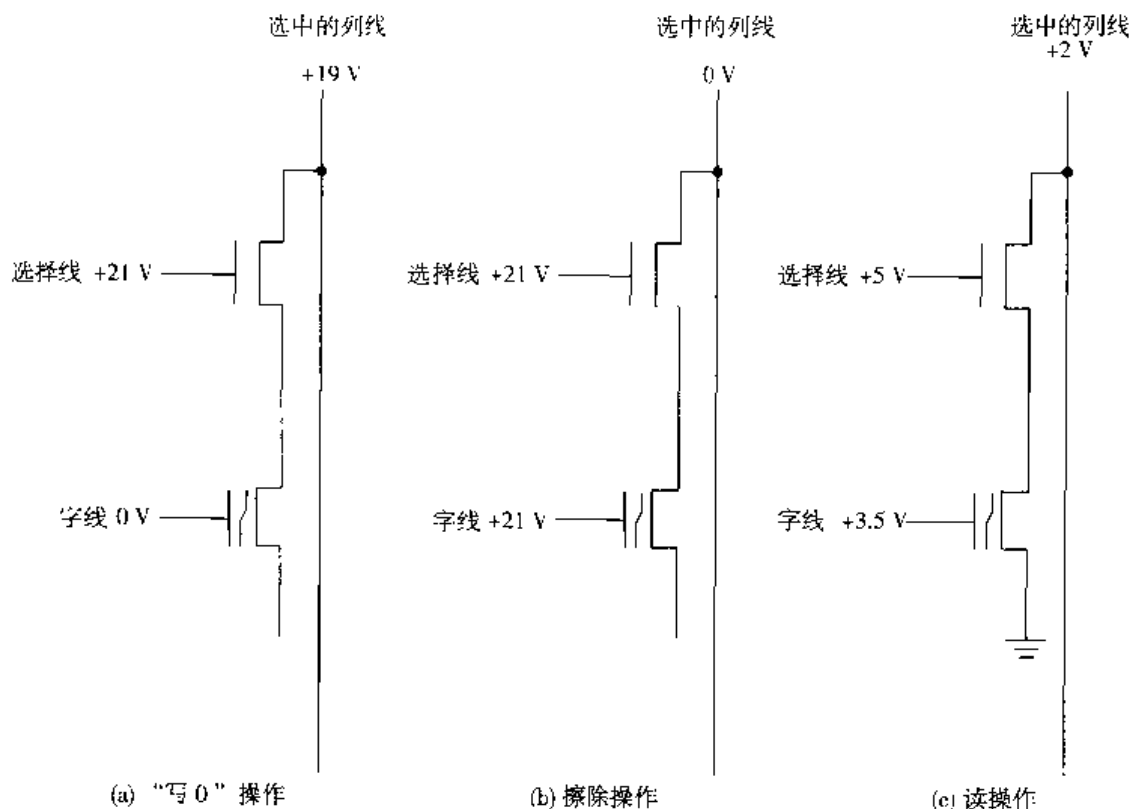 选中的列线
+19 V
选择线 +21 V
字线 0 V
(a) “写 0” 操作
选中的列线
0 V
选择线 +21 V
字线 +21 V
(b) 擦除操作
选中的列线
+2 V
选择线 +5 V
字线 +3.5 V
(c) 读操作